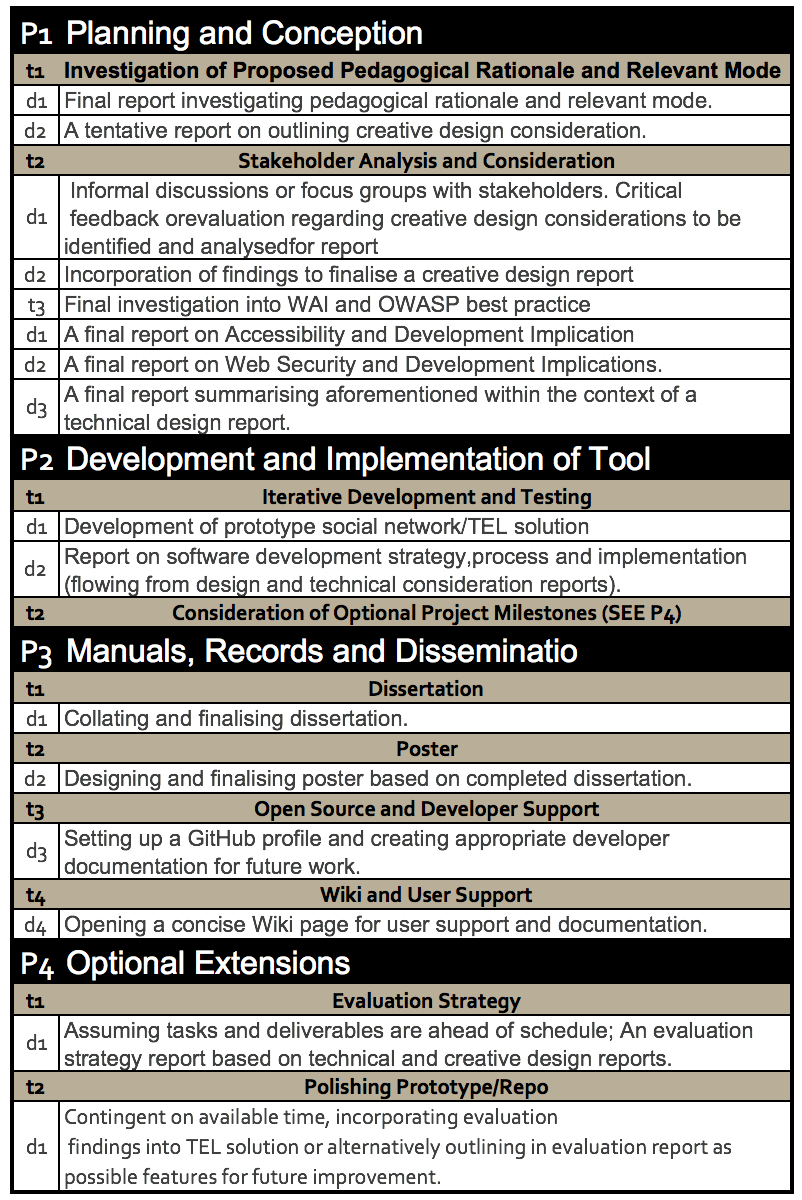 P1 Planning and Conception
t1 Investigation of Proposed Pedagogical Rationale and Relevant Mode
d1 Final report investigating pedagogical rationale and relevant mode.
d2 A tentative report on outlining creative design consideration.
t2 Stakeholder Analysis and Consideration
Informal discussions or focus groups with stakeholders. Critical
d1 feedback orevaluation regarding creative design considerations to be
identified and analysedfor report
d2 Incorporation of findings to finalise a creative design report
t3 Final investigation into WAI and OWASP best practice
d1 A final report on Accessibility and Development Implication
d2 A final report on Web Security and Development Implications.
d3 A final report summarising aforementioned within the context of a
technical design report.
P2 Development and Implementation of Tool
t1 Iterative Development and Testing
d1 Development of prototype social network/TEL solution
d2 Report on software development strategy,process and implementation
(flowing from design and technical consideration reports).
t2 Consideration of Optional Project Milestones (SEE P4)
P3 Manuals, Records and Disseminatio
t1 Dissertation
d1 Collating and finalising dissertation.
t2 Poster
d2 Designing and finalising poster based on completed dissertation.
t3 Open Source and Developer Support
d3 Setting up a GitHub profile and creating appropriate developer
documentation for future work.
t4 Wiki and User Support
d4 Opening a concise Wiki page for user support and documentation.
P4 Optional Extensions
t1 Evaluation Strategy
d1 Assuming tasks and deliverables are ahead of schedule; An evaluation
strategy report based on technical and creative design reports.
t2 Polishing Prototype/Repo
Contingent on available time, incorporating evaluation
d1 findings into TEL solution or alternatively outlining in evaluation report as
possible features for future improvement.